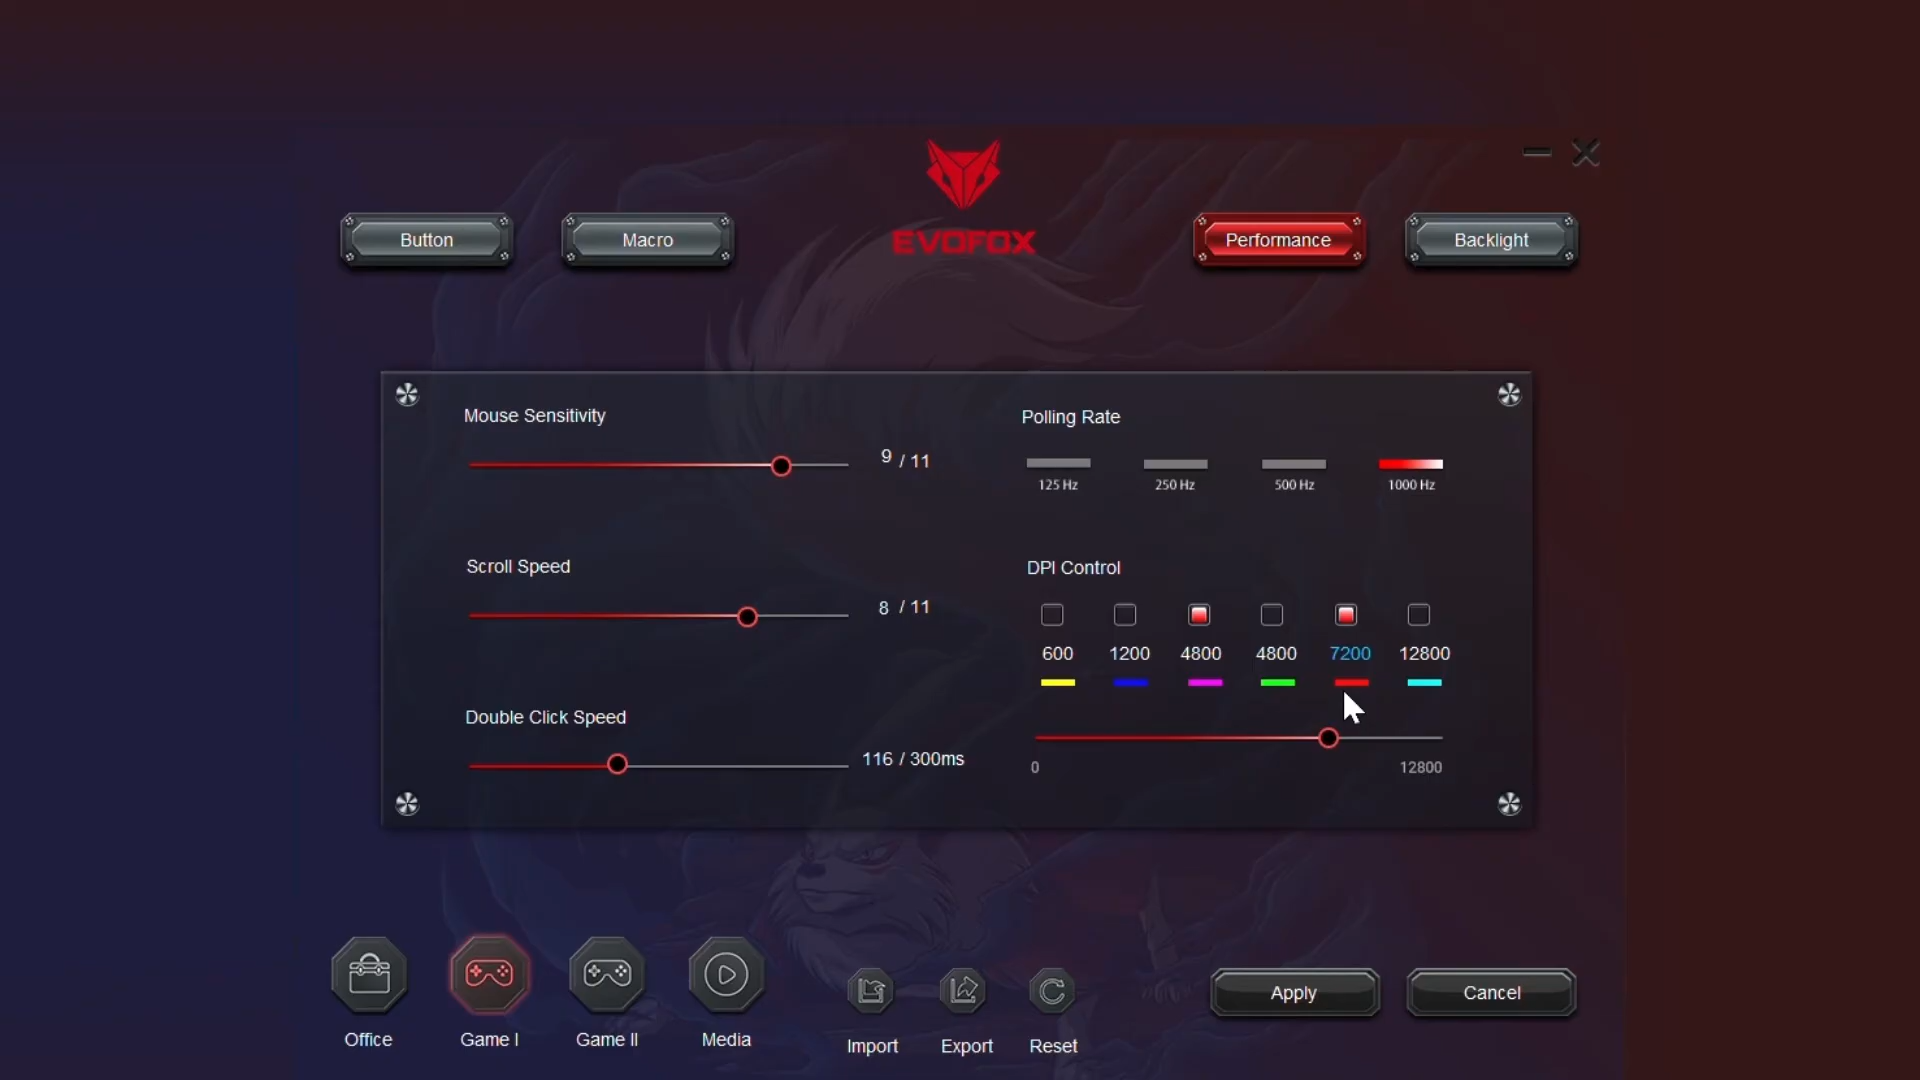 EVOFOX
Button
Macro
Performance
Backlight
Mouse Sensitivity
9 / 11
Scroll Speed
8 / 11
Double Click Speed
116 / 300ms
Polling Rate
125 Hz
250 Hz
500 Hz
1000 Hz
DPI Control
600 1200 4800 4800 7200 12800
0 12800
Office
Game I
Game II
Media
Import
Export
Reset
Apply
Cancel